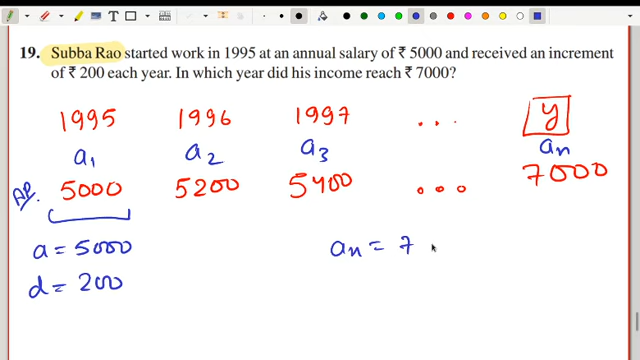 19. Subba Rao started work in 1995 at an annual salary of ₹ 5000 and received an increment
of ₹ 200 each year. In which year did his income reach ₹ 7000?
1995 1996 1997 . . . y
a1 a2 a3 an
AP. 5000 5200 5400 ... 7000
a = 5000
an = 7
d = 200